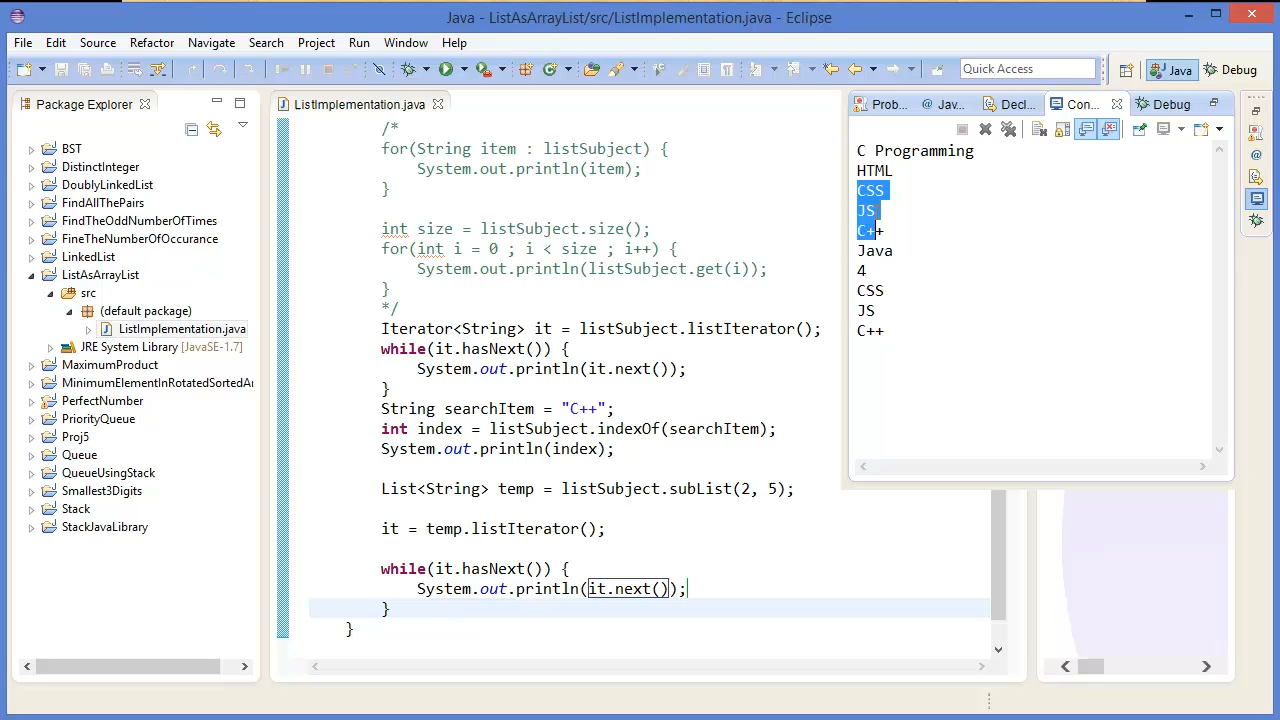 Java - ListAsArrayList/src/ListImplementation.java - Eclipse
File Edit Source Refactor Navigate Search Project Run Window Help
Quick Access
Java
Debug
Package Explorer
BST
DistinctInteger
DoublyLinkedList
FindAllThePairs
FindTheOddNumberOfTimes
FineTheNumberOfOccurance
LinkedList
ListAsArrayList
src
(default package)
ListImplementation.java
JRE System Library [JavaSE-1.7]
MaximumProduct
MinimumElementInRotatedSortedAr
PerfectNumber
PriorityQueue
Proj5
Queue
QueueUsingStack
Smallest3Digits
Stack
StackJavaLibrary
ListImplementation.java
/*
for(String item : listSubject) {
System.out.println(item);
}
int size = listSubject.size();
for(int i = 0 ; i < size ; i++) {
System.out.println(listSubject.get(i));
}
*/
Iterator<String> it = listSubject.listIterator();
while(it.hasNext()) {
System.out.println(it.next());
}
String searchItem = "C++";
int index = listSubject.indexOf(searchItem);
System.out.println(index);
List<String> temp = listSubject.subList(2, 5);
it = temp.listIterator();
while(it.hasNext()) {
System.out.println(it.next());
}
}
Prob... Jav... Decl... Con... Debug
C Programming
HTML
CSS
JS
C++
Java
4
CSS
JS
C++